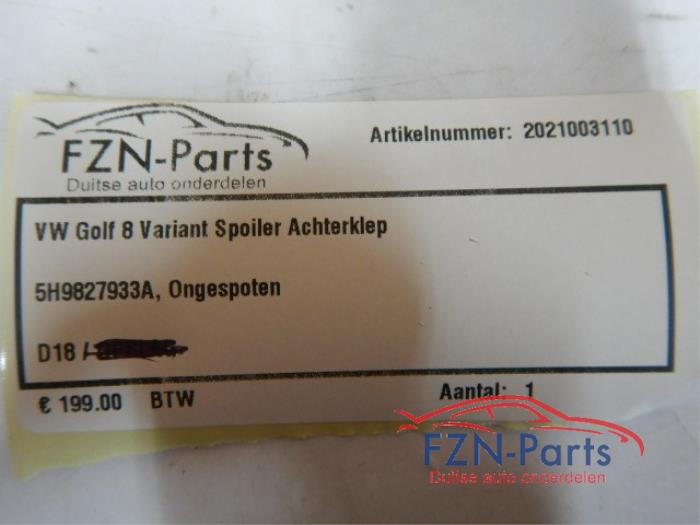 FZN-Parts
Duitse auto onderdelen
Artikelnummer: 2021003110
VW Golf 8 Variant Spoiler Achterklep
5H9827933A, Ongespoten
D18 /
€ 199.00 BTW
Aantal: 1
FZN-Parts
Duitse auto onderdelen